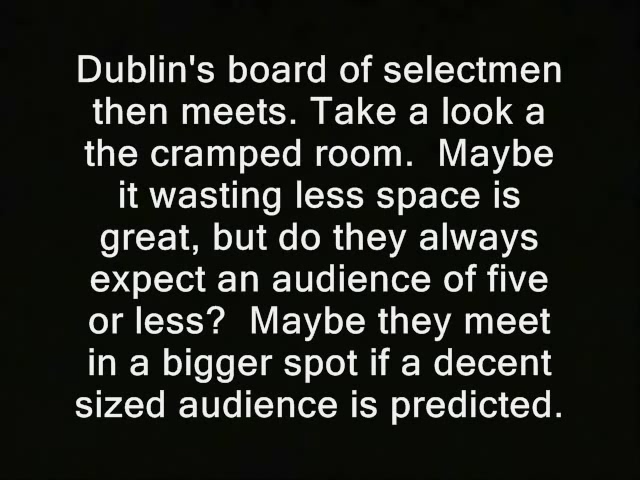 Dublin's board of selectmen
then meets. Take a look a
the cramped room.  Maybe
it wasting less space is
great, but do they always
expect an audience of five
or less?  Maybe they meet
in a bigger spot if a decent
sized audience is predicted.